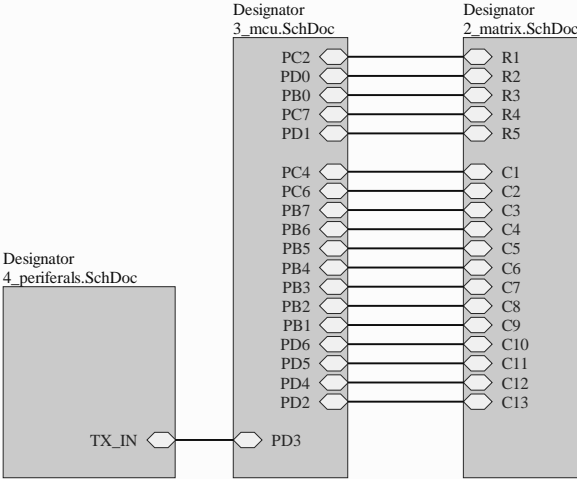 Designator
3_mcu.SchDoc
Designator
2_matrix.SchDoc
PC2 R1
PD0 R2
PB0 R3
PC7 R4
PD1 R5
PC4 C1
PC6 C2
PB7 C3
PB6 C4
PB5 C5
PB4 C6
PB3 C7
PB2 C8
PB1 C9
PD6 C10
PD5 C11
PD4 C12
PD2 C13
Designator
4_periferals.SchDoc
TX_IN PD3